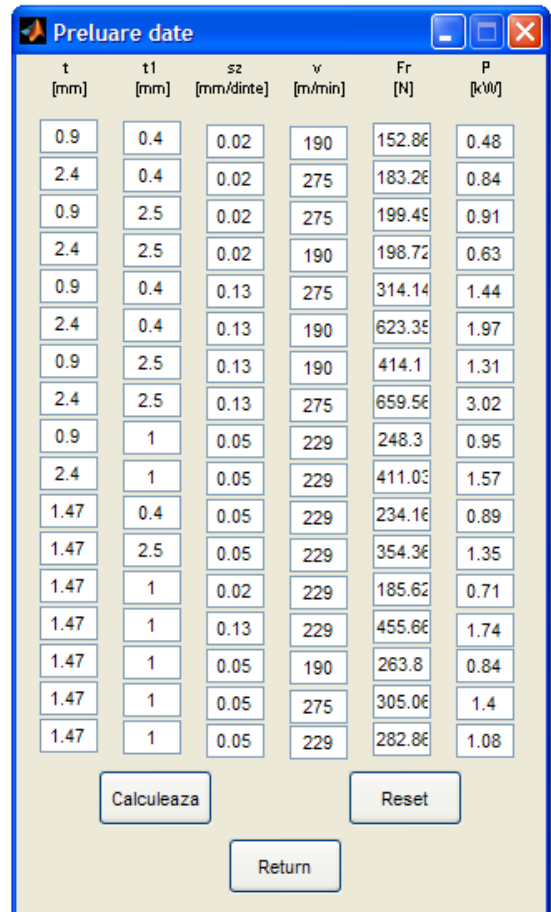 Preluare date
t t1 sz v Fr P
[mm] [mm] [mm/dinte] [m/min] [N] [kW]
0.9 0.4 0.02 190 152.86 0.48
2.4 0.4 0.02 275 183.26 0.84
0.9 2.5 0.02 275 199.49 0.91
2.4 2.5 0.02 190 198.72 0.63
0.9 0.4 0.13 275 314.14 1.44
2.4 0.4 0.13 190 623.35 1.97
0.9 2.5 0.13 190 414.1 1.31
2.4 2.5 0.13 275 659.56 3.02
0.9 1 0.05 229 248.3 0.95
2.4 1 0.05 229 411.03 1.57
1.47 0.4 0.05 229 234.16 0.89
1.47 2.5 0.05 229 354.36 1.35
1.47 1 0.02 229 185.62 0.71
1.47 1 0.13 229 455.66 1.74
1.47 1 0.05 190 263.8 0.84
1.47 1 0.05 275 305.06 1.4
1.47 1 0.05 229 282.86 1.08
Calculeaza Reset
Return